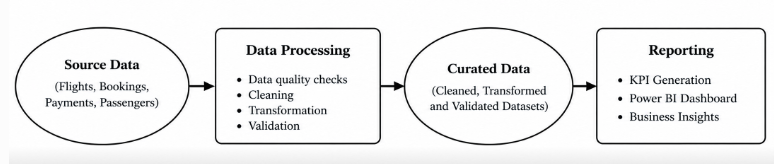 Source Data
(Flights, Bookings,
Payments, Passengers)
Data Processing
• Data quality checks
• Cleaning
• Transformation
• Validation
Curated Data
(Cleaned, Transformed
and Validated Datasets)
Reporting
• KPI Generation
• Power BI Dashboard
• Business Insights